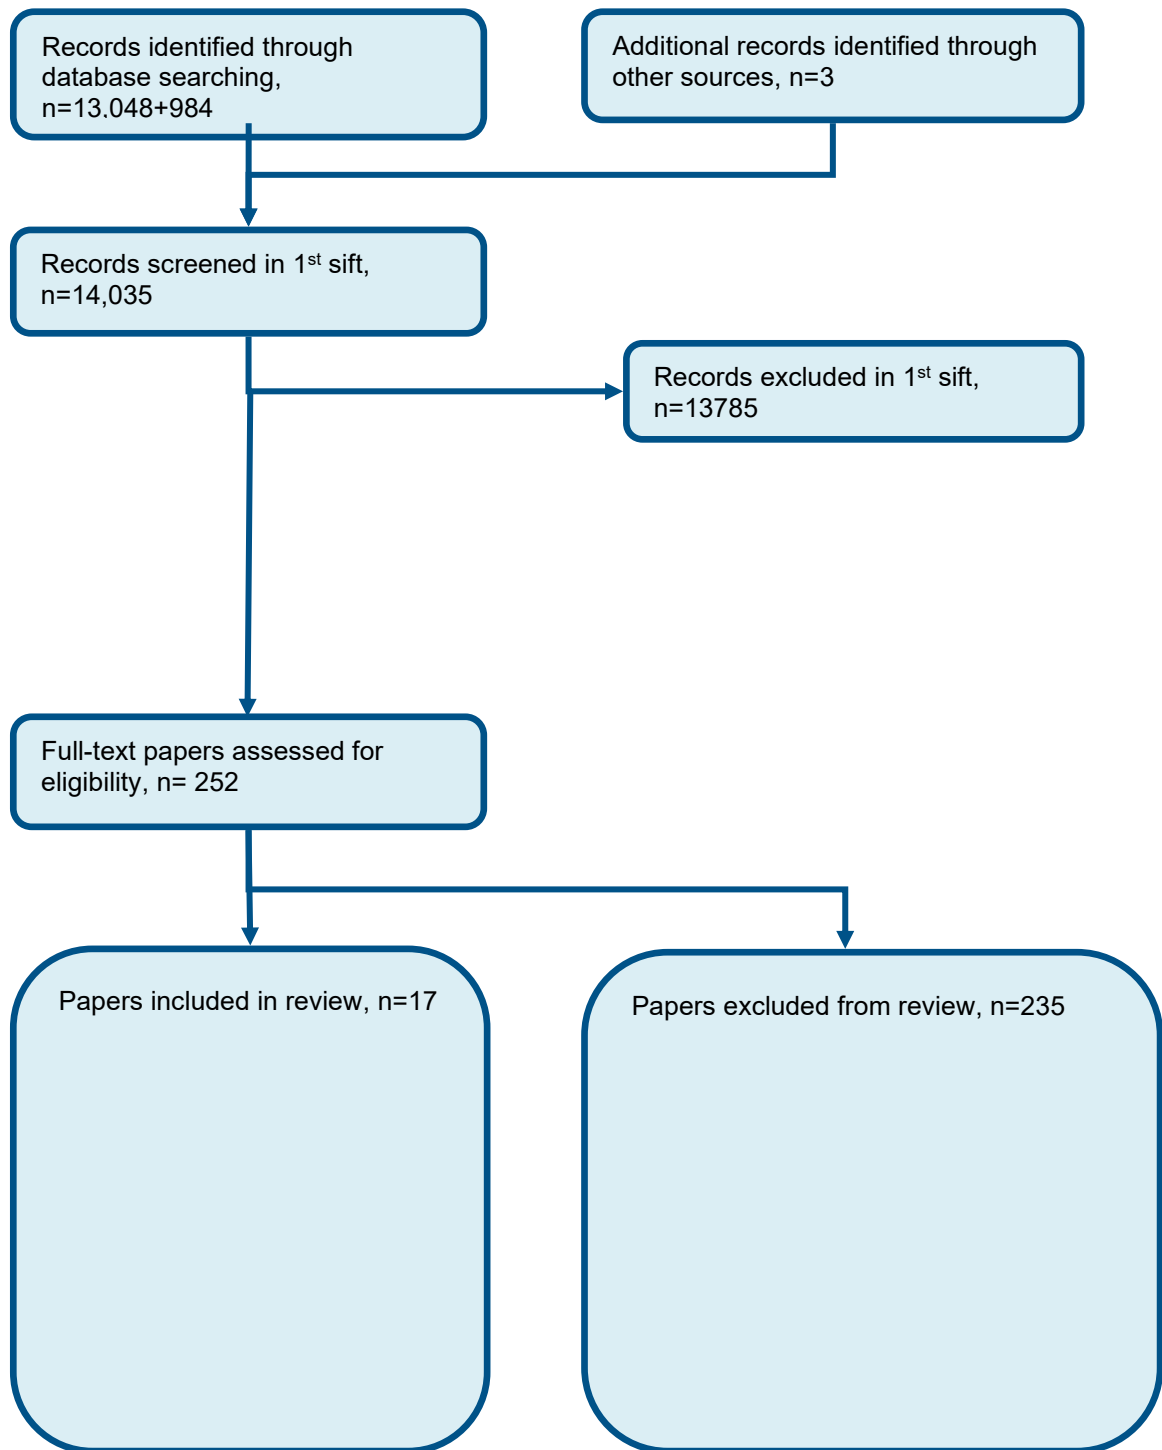 Records identified through
database searching,
n=13,048+984
Additional records identified through
other sources, n=3
Records screened in 1st sift,
n=14,035
Records excluded in 1st sift,
n=13785
Full-text papers assessed for
eligibility, n= 252
Papers included in review, n=17
Papers excluded from review, n=235